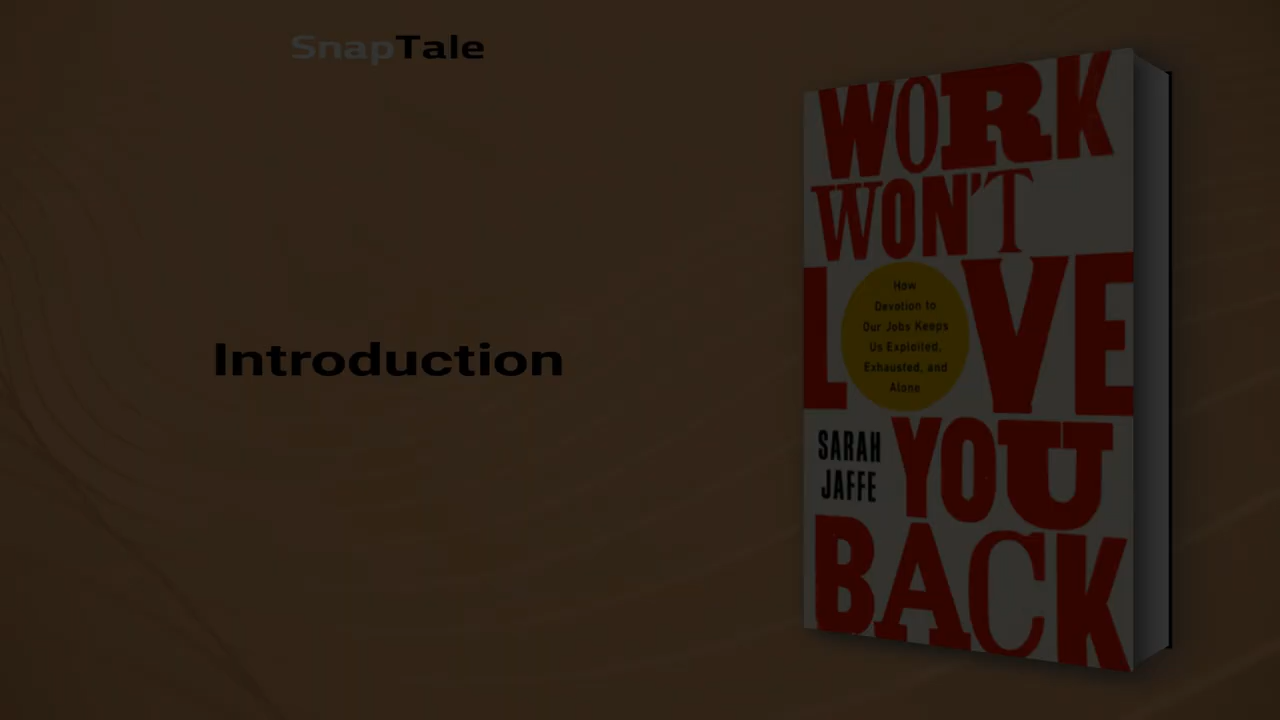 SnapTale
Introduction
WORK
WON'T
LOVE
How
Devotion to
Our Jobs Keeps
Us Exploited,
Exhausted, and
Alone
SARAH
JAFFE
YOU
BACK